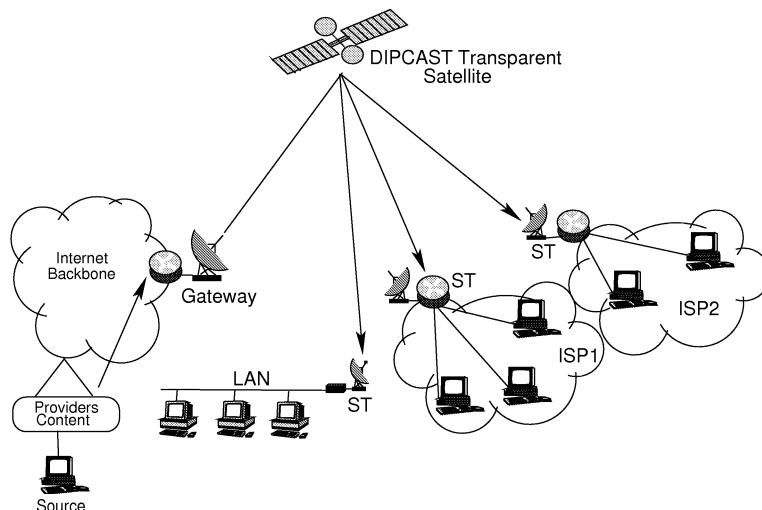 DIPCAST Transparent
Satellite
Internet
Backbone
Gateway
ST
ST
ISP2
ISP1
LAN
ST
Providers
Content
Source